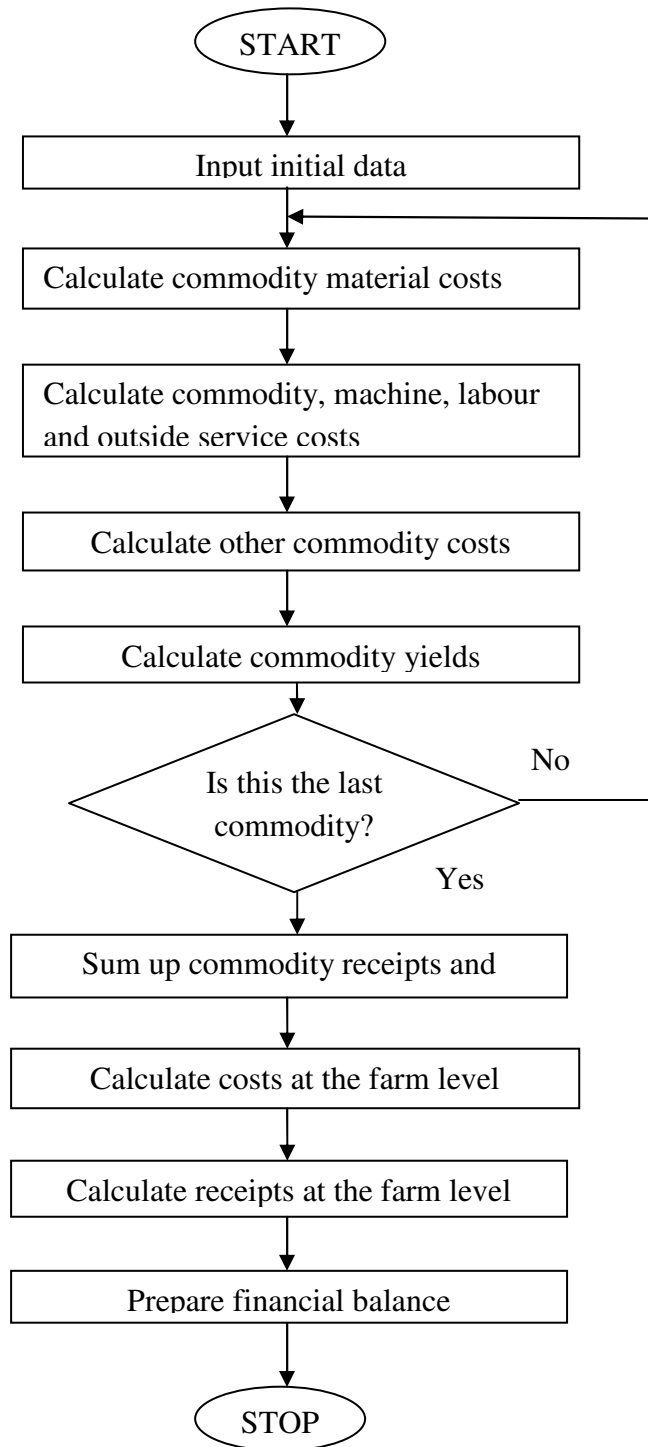 START
Input initial data
Calculate commodity material costs
Calculate commodity, machine, labour
and outside service costs
Calculate other commodity costs
Calculate commodity yields
Is this the last
commodity?
No
Yes
Sum up commodity receipts and
Calculate costs at the farm level
Calculate receipts at the farm level
Prepare financial balance
STOP